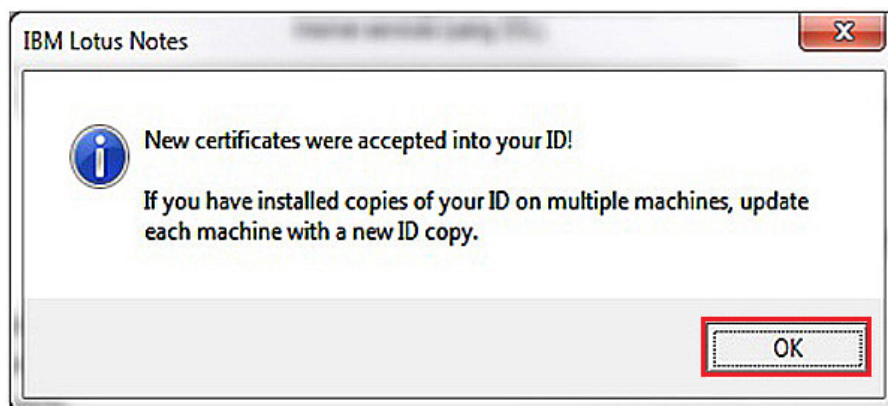 IBM Lotus Notes
New certificates were accepted into your ID!
If you have installed copies of your ID on multiple machines, update
each machine with a new ID copy.
OK